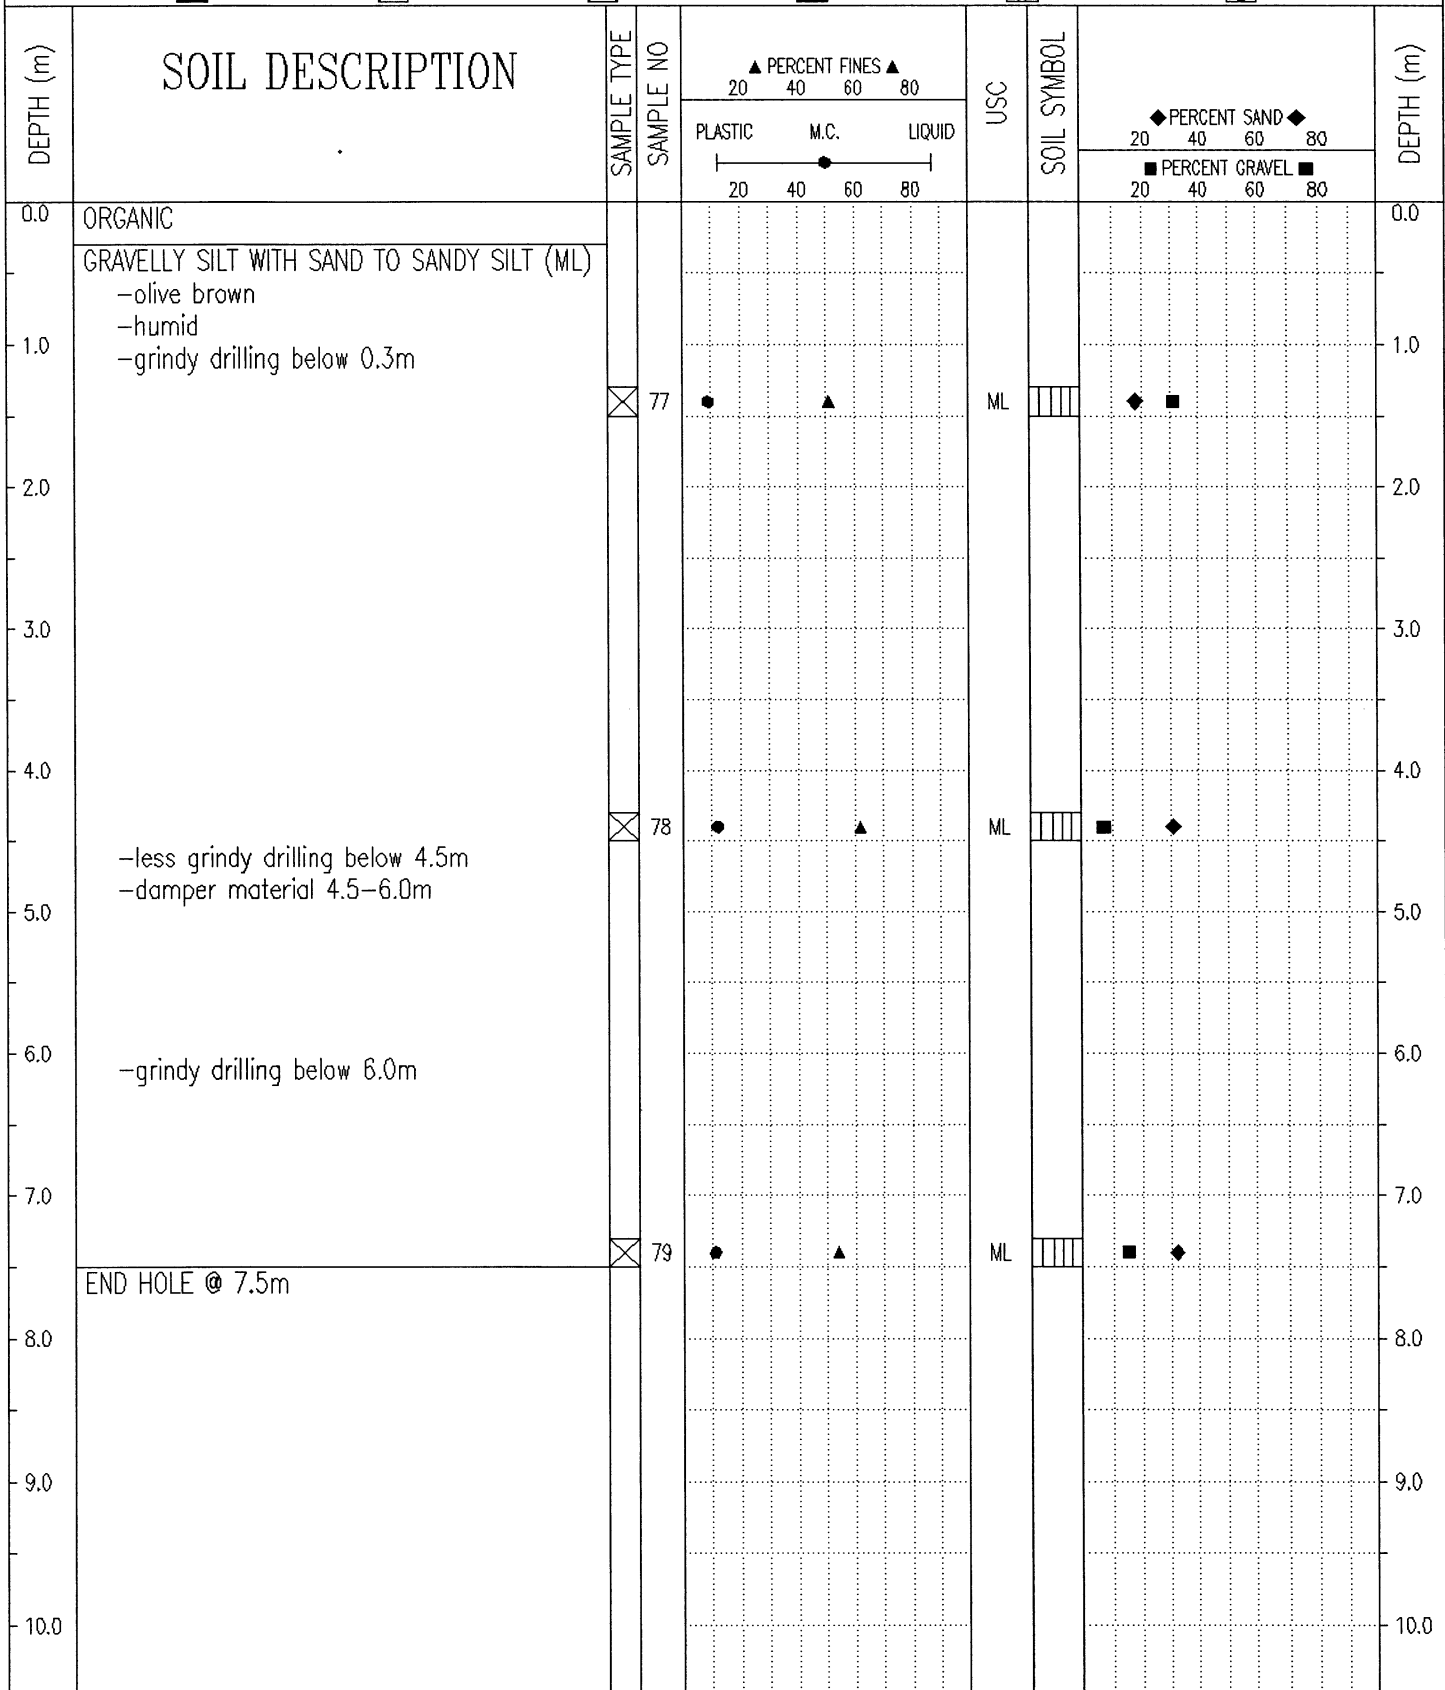 DEPTH (m)
SOIL DESCRIPTION
SAMPLE TYPE
SAMPLE NO
▲ PERCENT FINES ▲
20 40 60 80
PLASTIC M.C. LIQUID
20 40 60 80
USC
SOIL SYMBOL
◆ PERCENT SAND ◆
20 40 60 80
■ PERCENT GRAVEL ■
20 40 60 80
DEPTH (m)
0.0 ORGANIC 0.0
GRAVELLY SILT WITH SAND TO SANDY SILT (ML)
-olive brown
-humid
1.0 1.0
-grindy drilling below 0.3m
77 ML
2.0 2.0
3.0 3.0
4.0 4.0
78 ML
-less grindy drilling below 4.5m
-damper material 4.5-6.0m
5.0 5.0
6.0 6.0
-grindy drilling below 6.0m
7.0 7.0
79 ML
END HOLE @ 7.5m
8.0 8.0
9.0 9.0
10.0 10.0